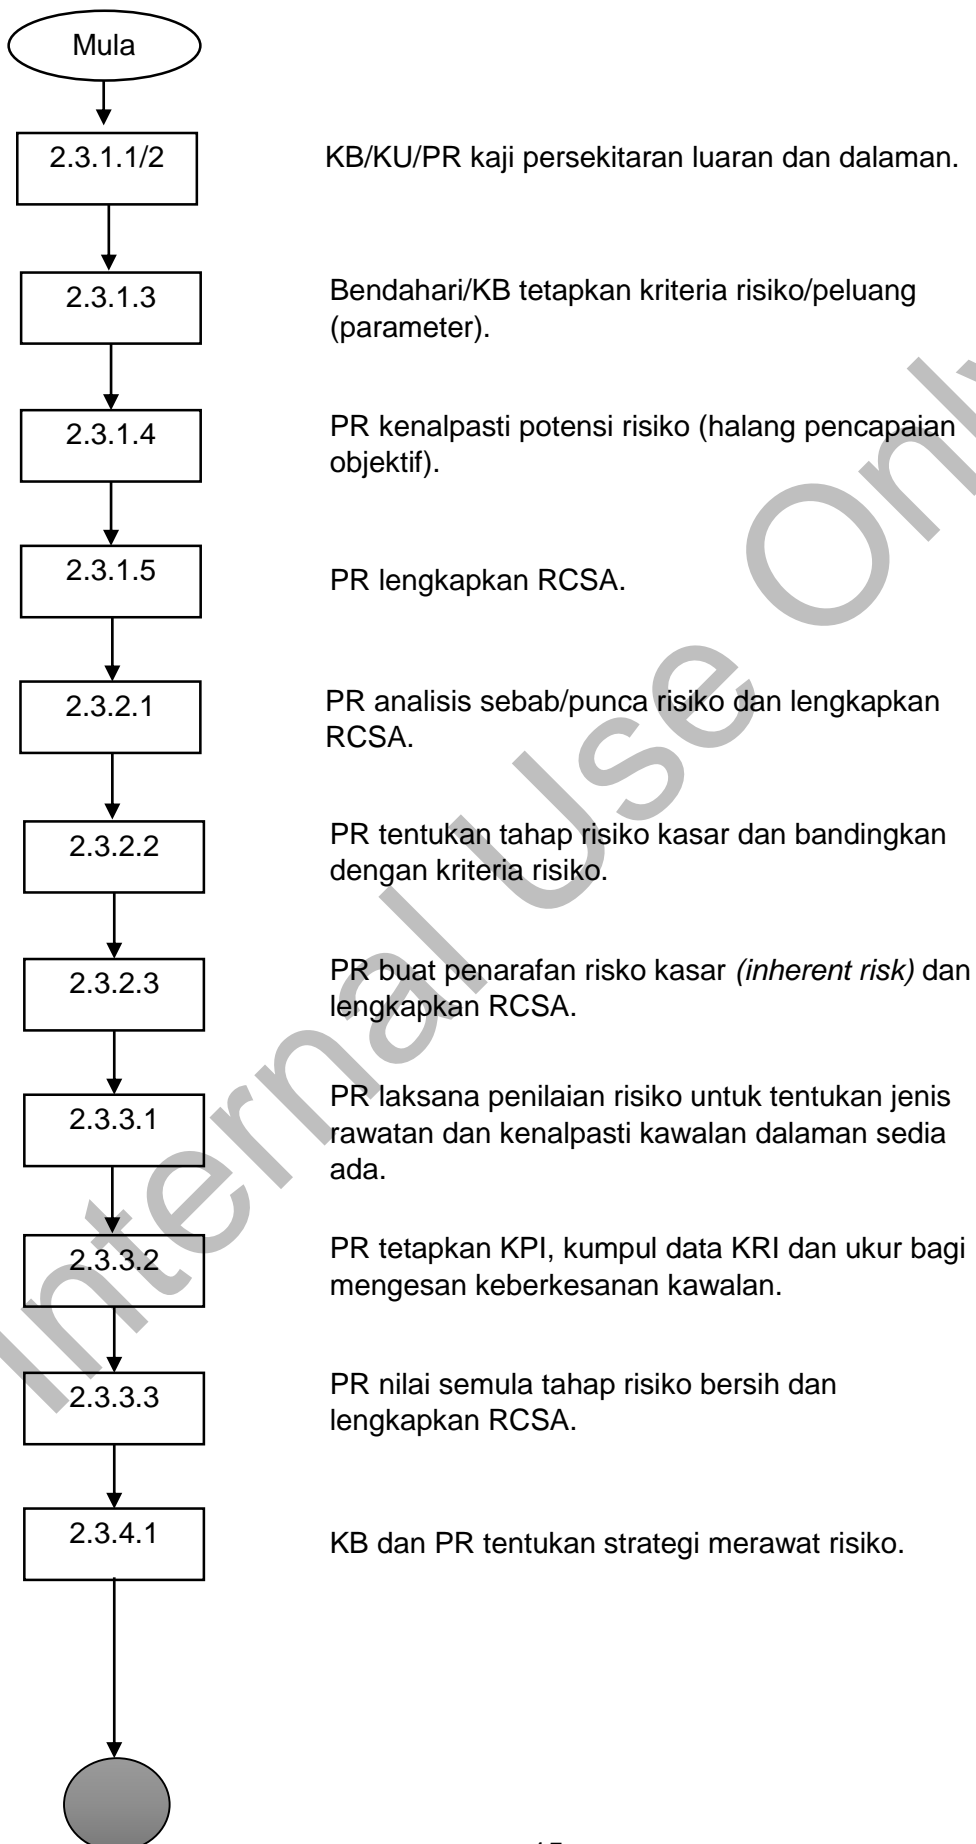 Mula
2.3.1.1/2
KB/KU/PR kaji persekitaran luaran dan dalaman.
2.3.1.3
Bendahari/KB tetapkan kriteria risiko/peluang
(parameter).
2.3.1.4
PR kenalpasti potensi risiko (halang pencapaian
objektif).
2.3.1.5
PR lengkapkan RCSA.
2.3.2.1
PR analisis sebab/punca risiko dan lengkapkan
RCSA.
2.3.2.2
PR tentukan tahap risiko kasar dan bandingkan
dengan kriteria risiko.
2.3.2.3
PR buat penarafan risko kasar (inherent risk) dan
lengkapkan RCSA.
2.3.3.1
PR laksana penilaian risiko untuk tentukan jenis
rawatan dan kenalpasti kawalan dalaman sedia
ada.
2.3.3.2
PR tetapkan KPI, kumpul data KRI dan ukur bagi
mengesan keberkesanan kawalan.
2.3.3.3
PR nilai semula tahap risiko bersih dan
lengkapkan RCSA.
2.3.4.1
KB dan PR tentukan strategi merawat risiko.
Internal Use Only